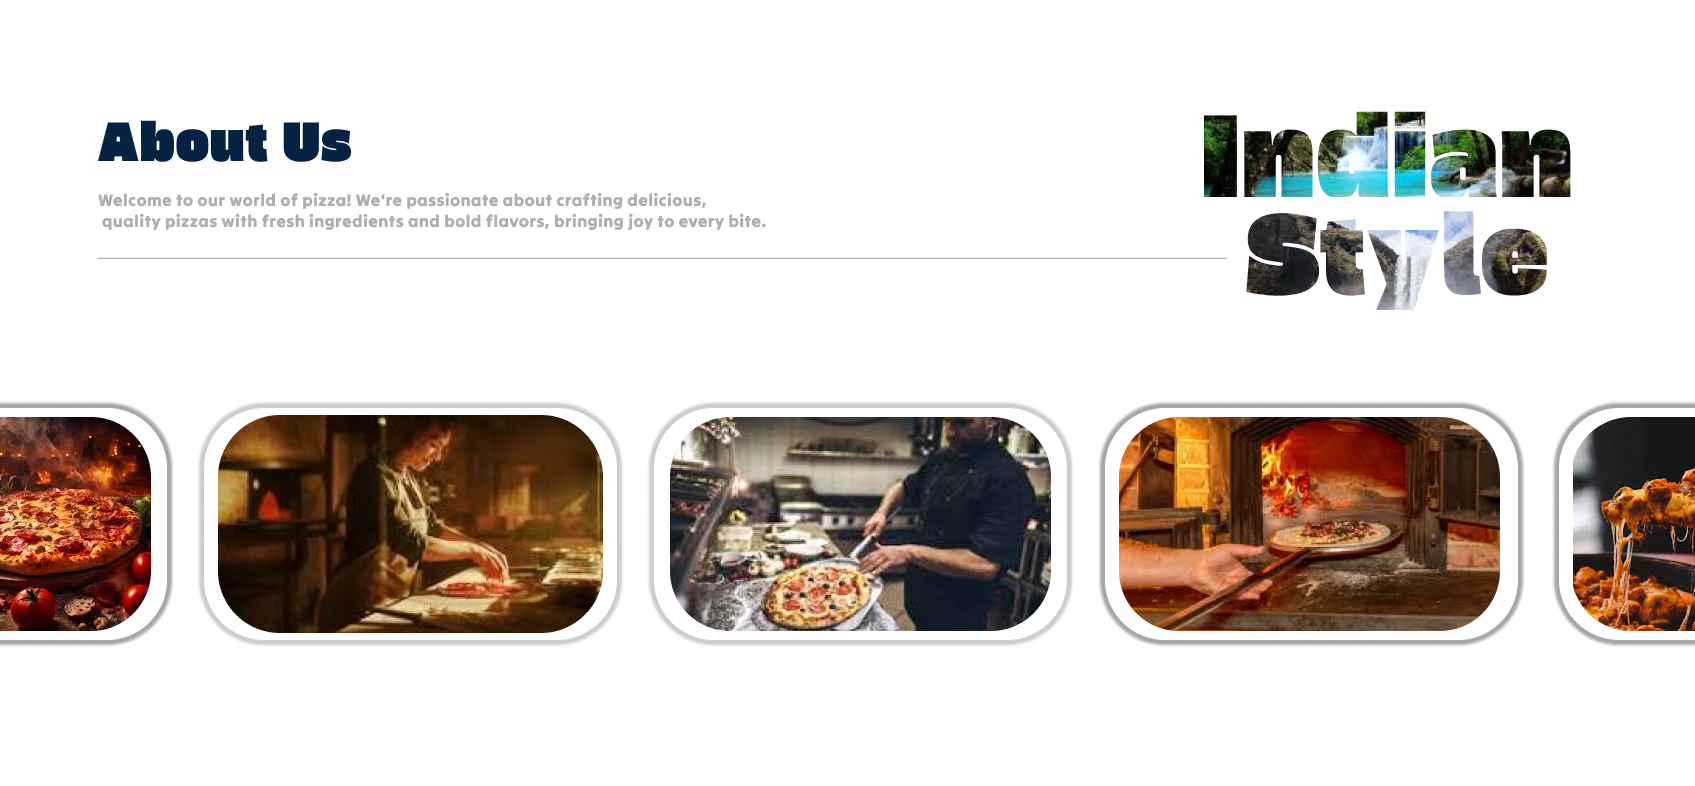 About Us
Welcome to our world of pizza! We're passionate about crafting delicious,
quality pizzas with fresh ingredients and bold flavors, bringing joy to every bite.
Indian
Style